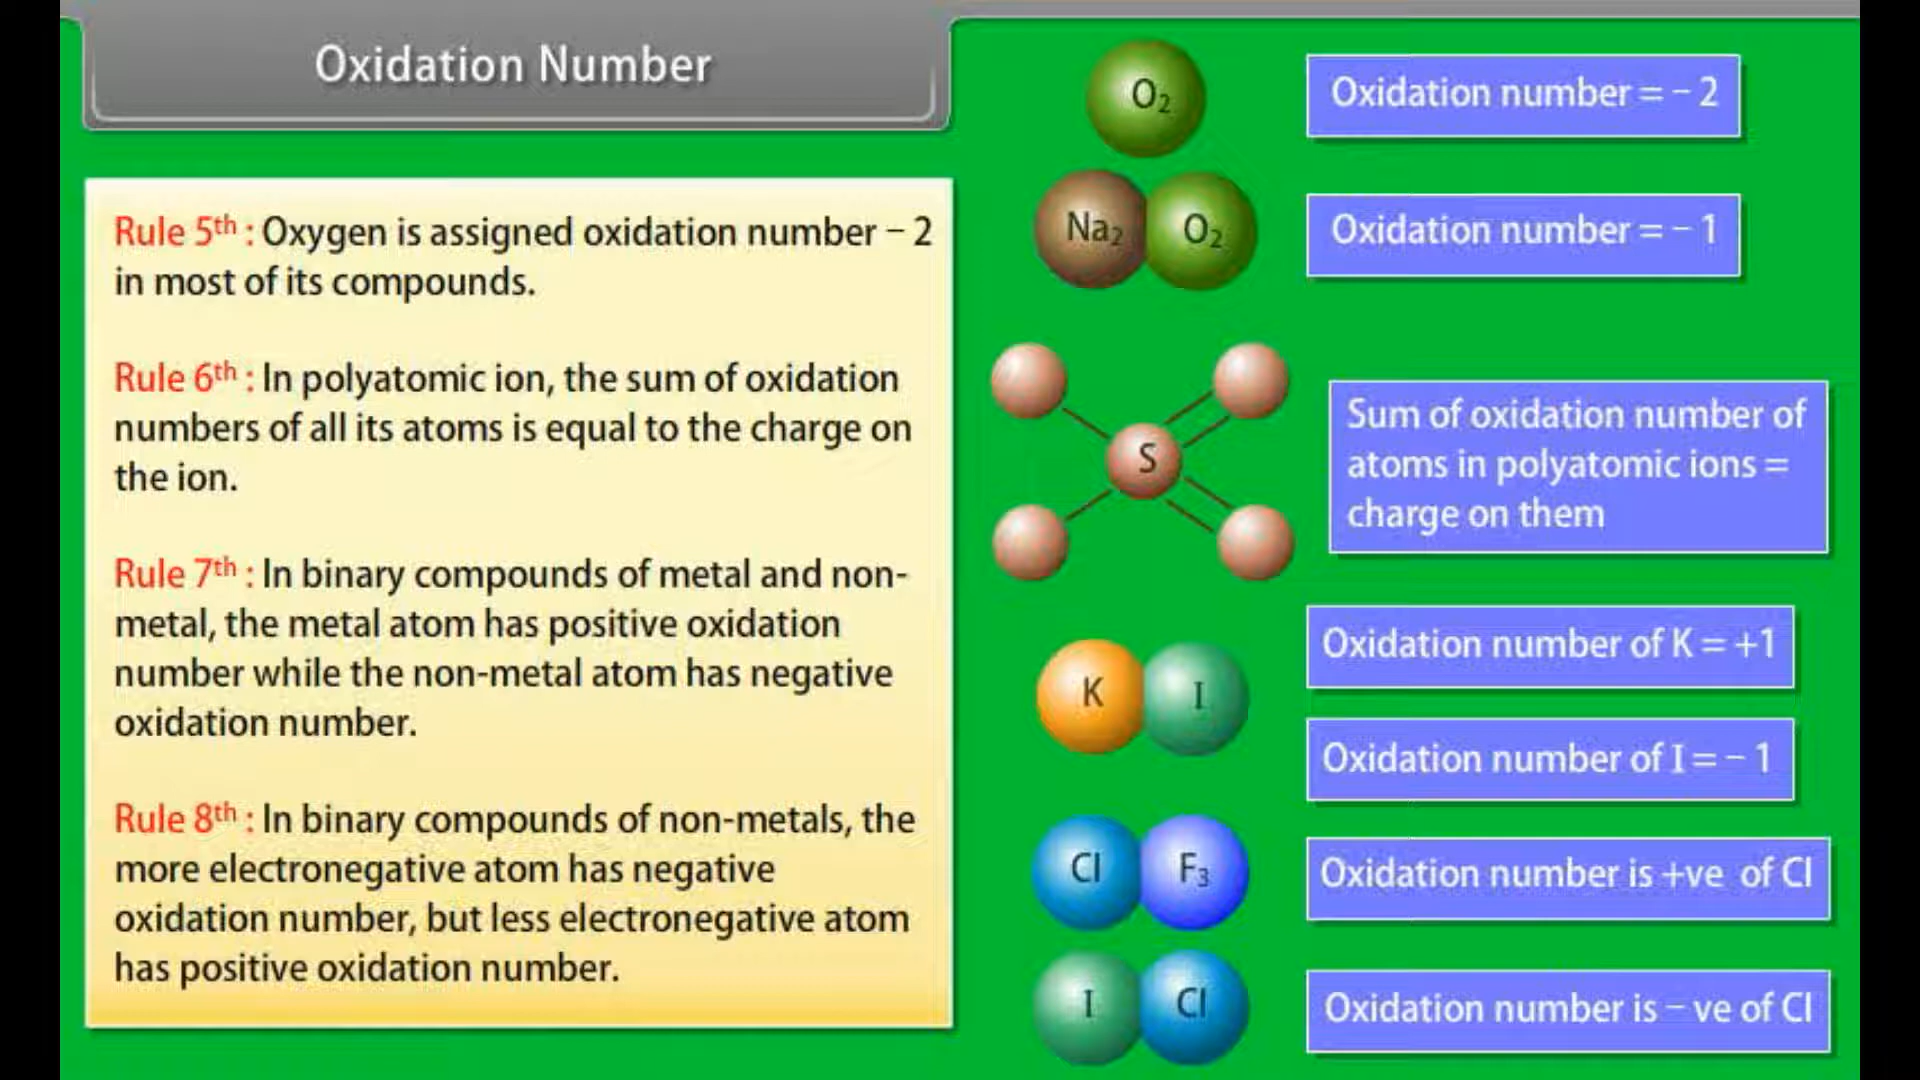 Oxidation Number
Rule 5th : Oxygen is assigned oxidation number – 2
in most of its compounds.
Rule 6th : In polyatomic ion, the sum of oxidation
numbers of all its atoms is equal to the charge on
the ion.
Rule 7th : In binary compounds of metal and non-
metal, the metal atom has positive oxidation
number while the non-metal atom has negative
oxidation number.
Rule 8th : In binary compounds of non-metals, the
more electronegative atom has negative
oxidation number, but less electronegative atom
has positive oxidation number.
O2
Oxidation number = – 2
Na2 O2
Oxidation number = – 1
S
Sum of oxidation number of
atoms in polyatomic ions =
charge on them
K I
Oxidation number of K = +1
Oxidation number of I = – 1
Cl F3
Oxidation number is +ve of Cl
I Cl
Oxidation number is – ve of Cl